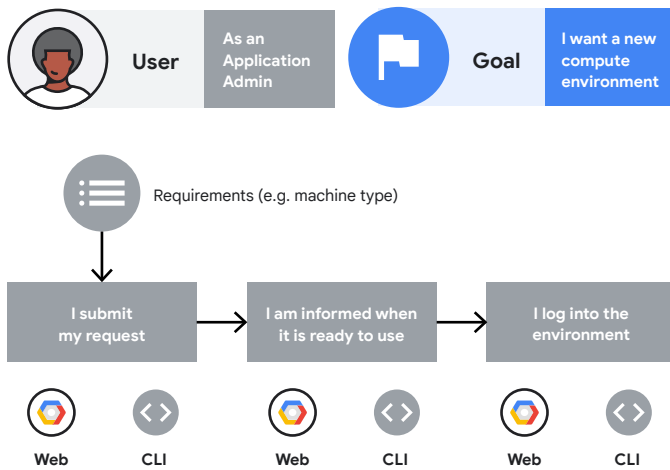 User
As an
Application
Admin
Goal
I want a new
compute
environment
Requirements (e.g. machine type)
I submit
my request
I am informed when
it is ready to use
I log into the
environment
Web
CLI
Web
CLI
Web
CLI